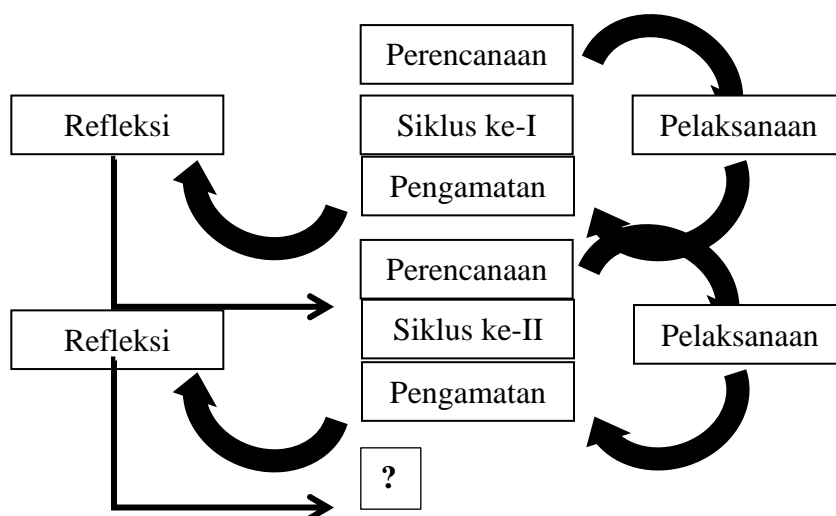 Perencanaan
Refleksi
Siklus ke-I
Pelaksanaan
Pengamatan
Perencanaan
Refleksi
Siklus ke-II
Pelaksanaan
Pengamatan
?